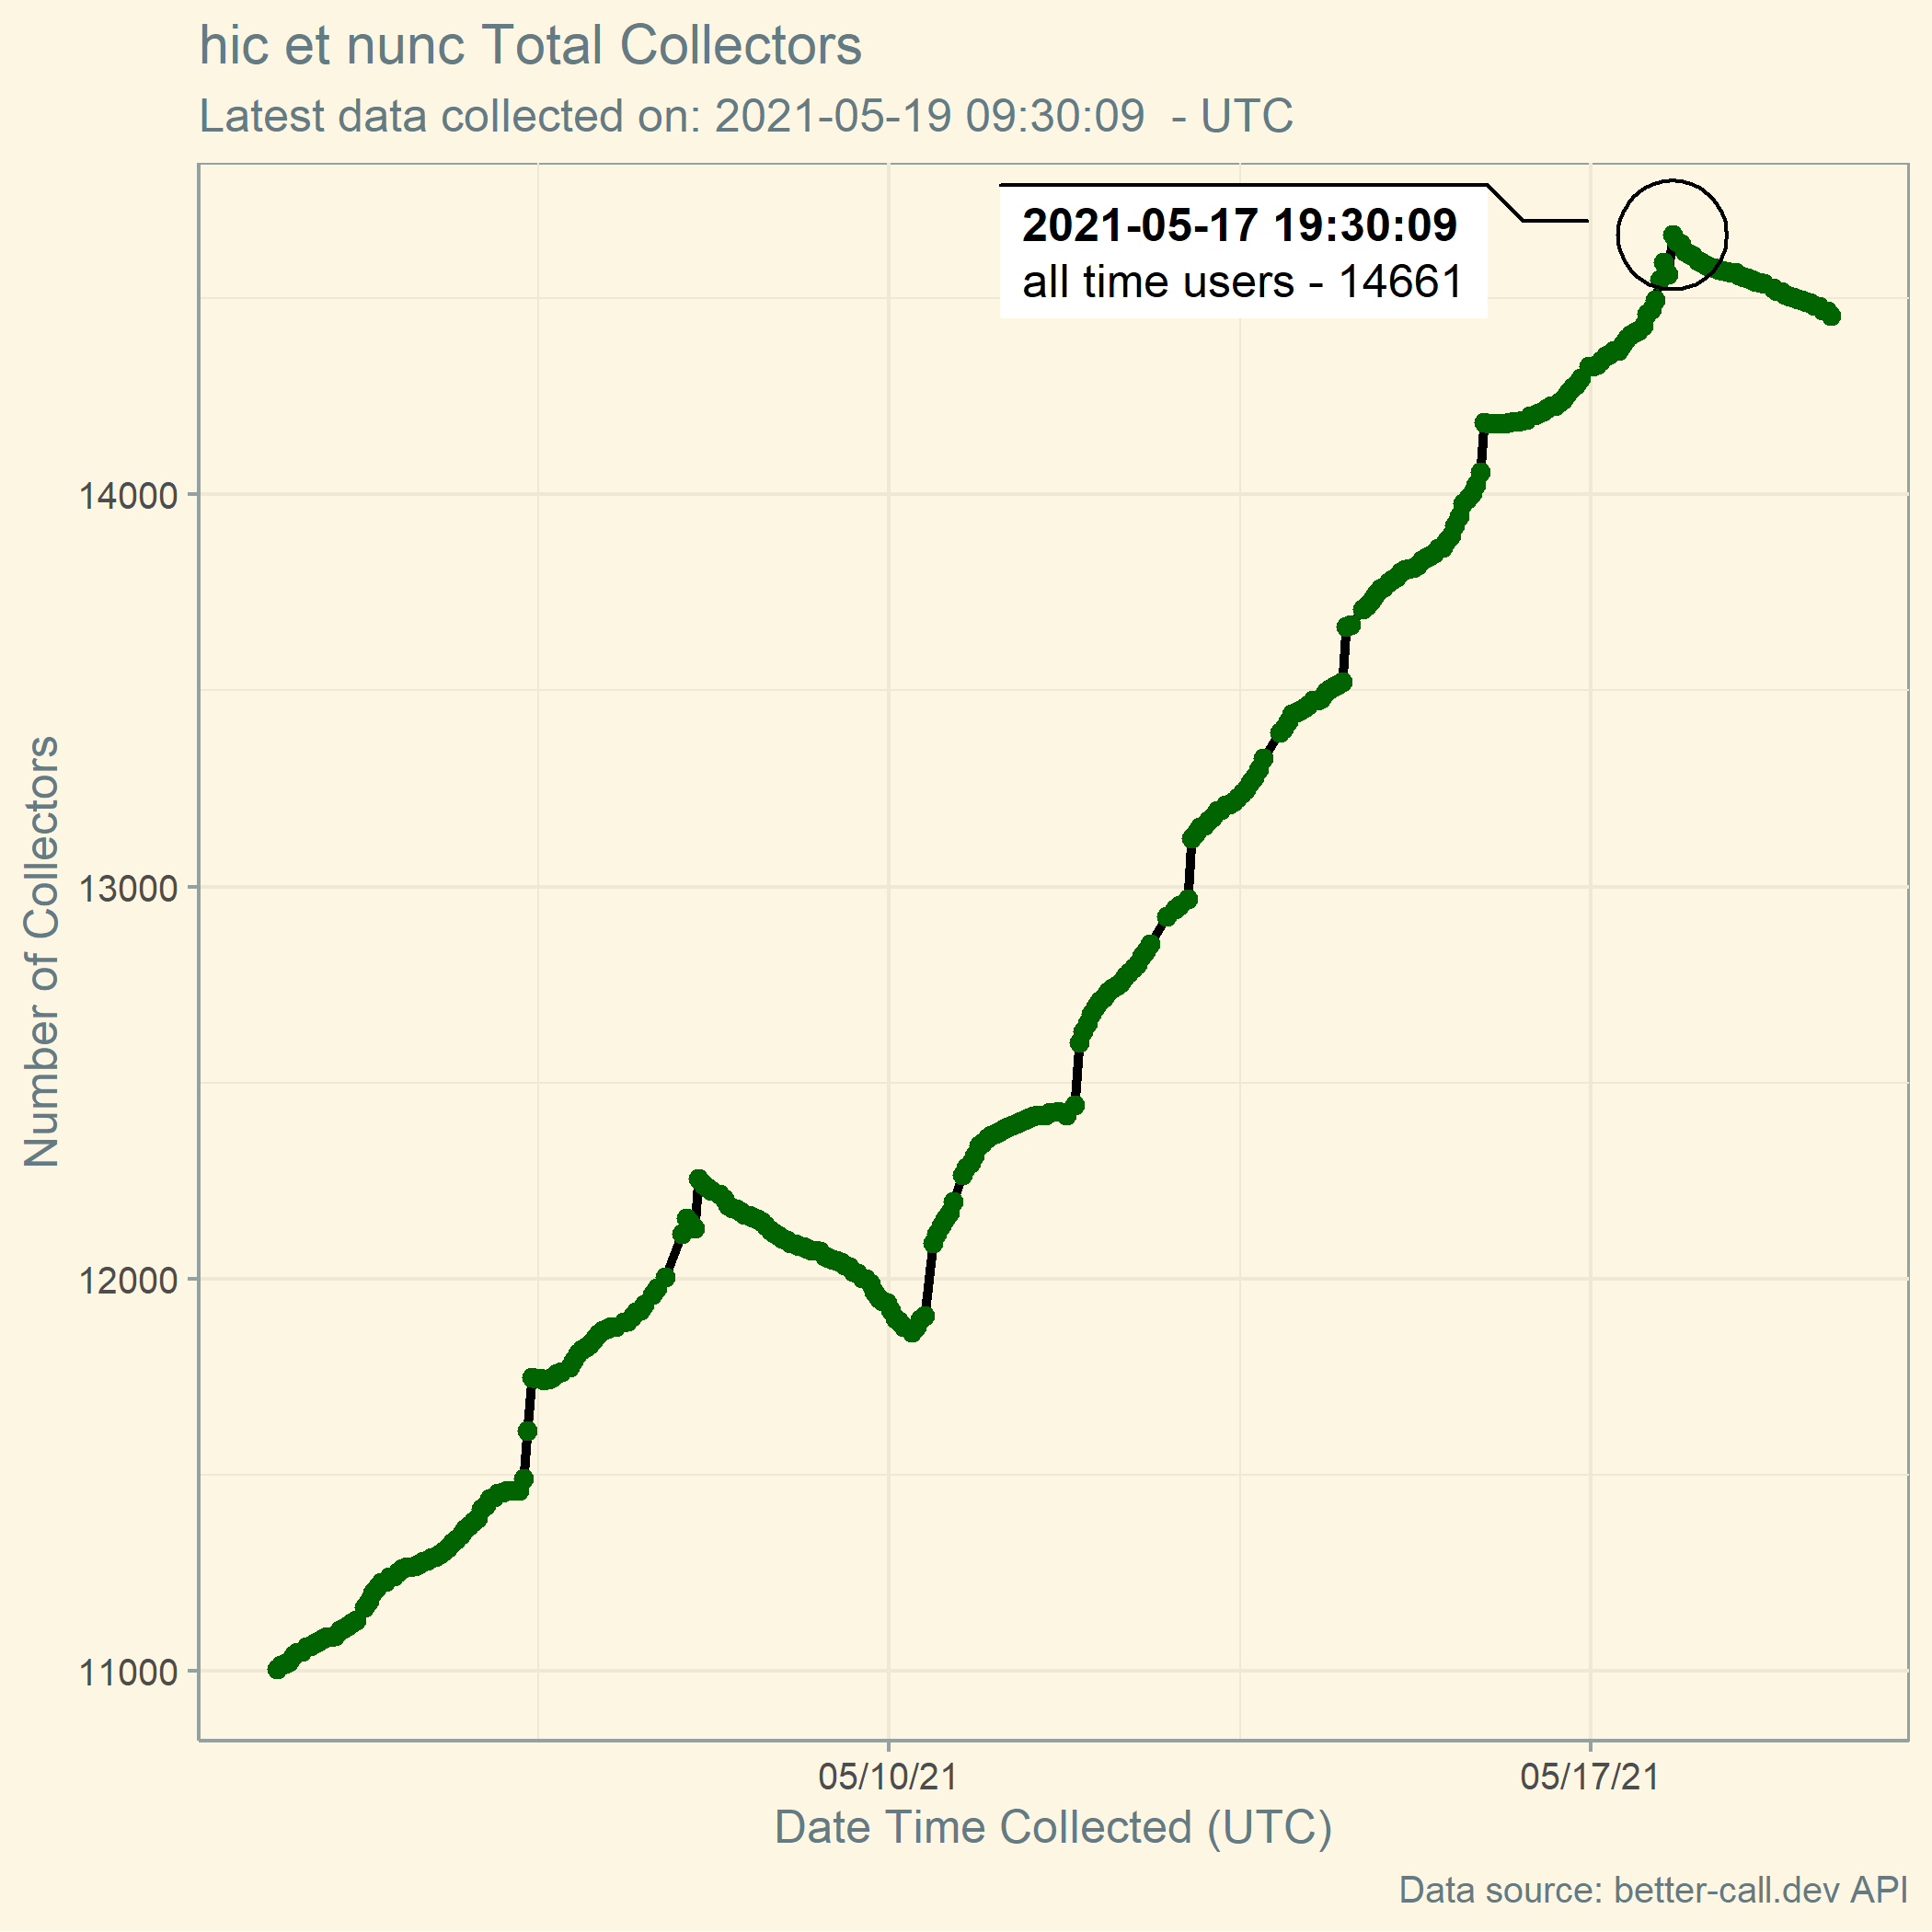 hic et nunc Total Collectors
Latest data collected on: 2021-05-19 09:30:09  - UTC
2021-05-17 19:30:09
all time users - 14661
Number of Collectors
14000
13000
12000
11000
05/10/21
05/17/21
Date Time Collected (UTC)
Data source: better-call.dev API